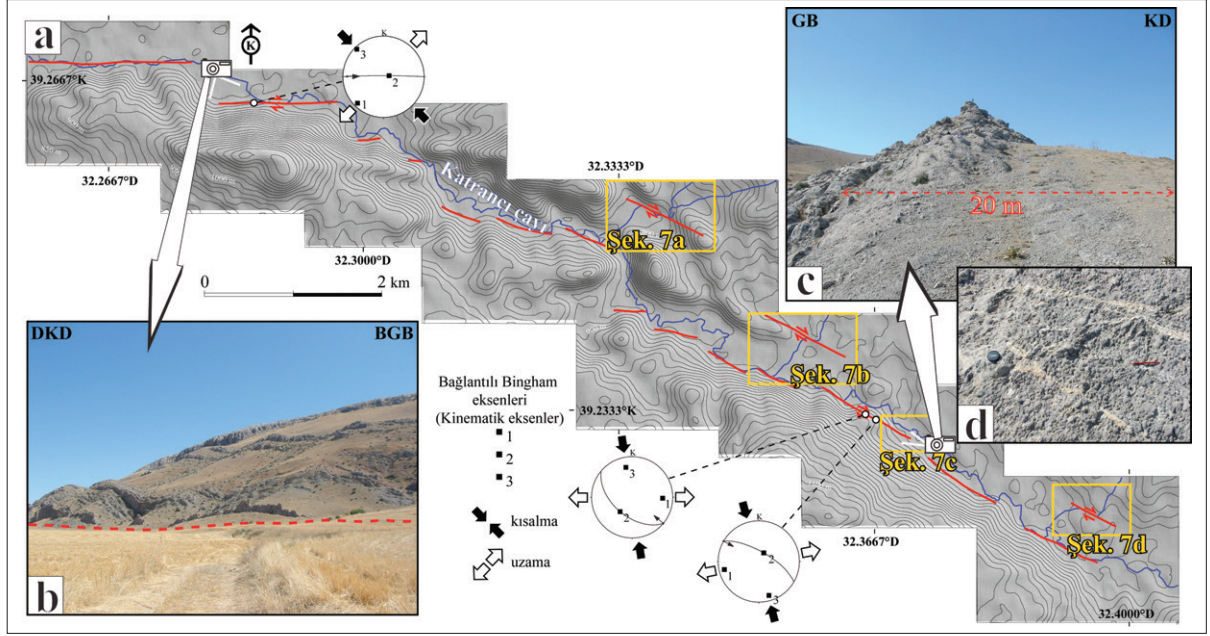 a
K
39.2667°K
32.2667°D
K
3
2
1
32.3333°D
Katrancı çayı
Şek. 7a
32.3000°D
0 2 km
GB KD
20 m
c
d
DKD BGB
b
Bağlantılı Bingham
eksenleri
(Kinematik eksenler)
1
2
3
kısalma
uzama
Şek. 7b
39.2333°K
Şek. 7c
K
3
1
2
K
2
1
3
32.3667°D
Şek. 7d
32.4000°D